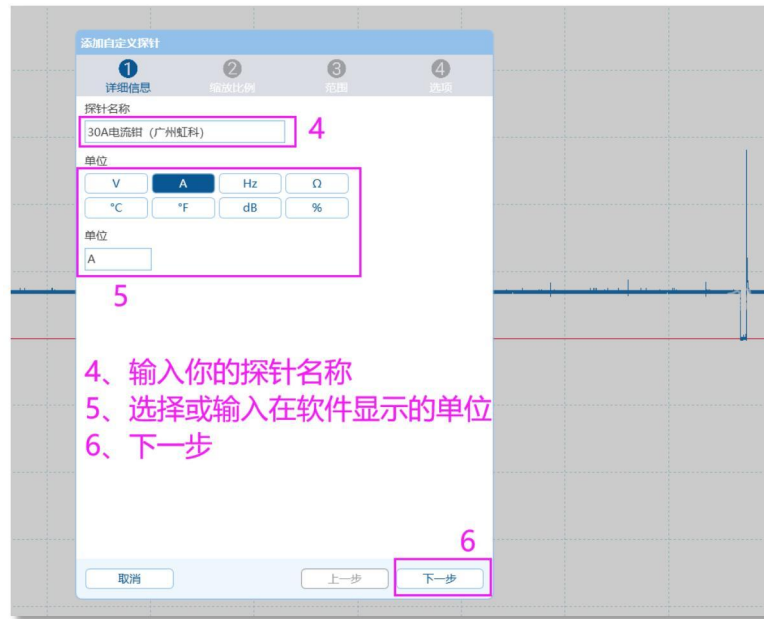 添加自定义探针
1 2 3 4
详细信息 缩放比例 范围 选项
探针名称
30A电流钳（广州虹科） 4
单位
V A Hz Ω
°C °F dB %
单位
A
5
4、输入你的探针名称
5、选择或输入在软件显示的单位
6、下一步
6
取消 上一步 下一步